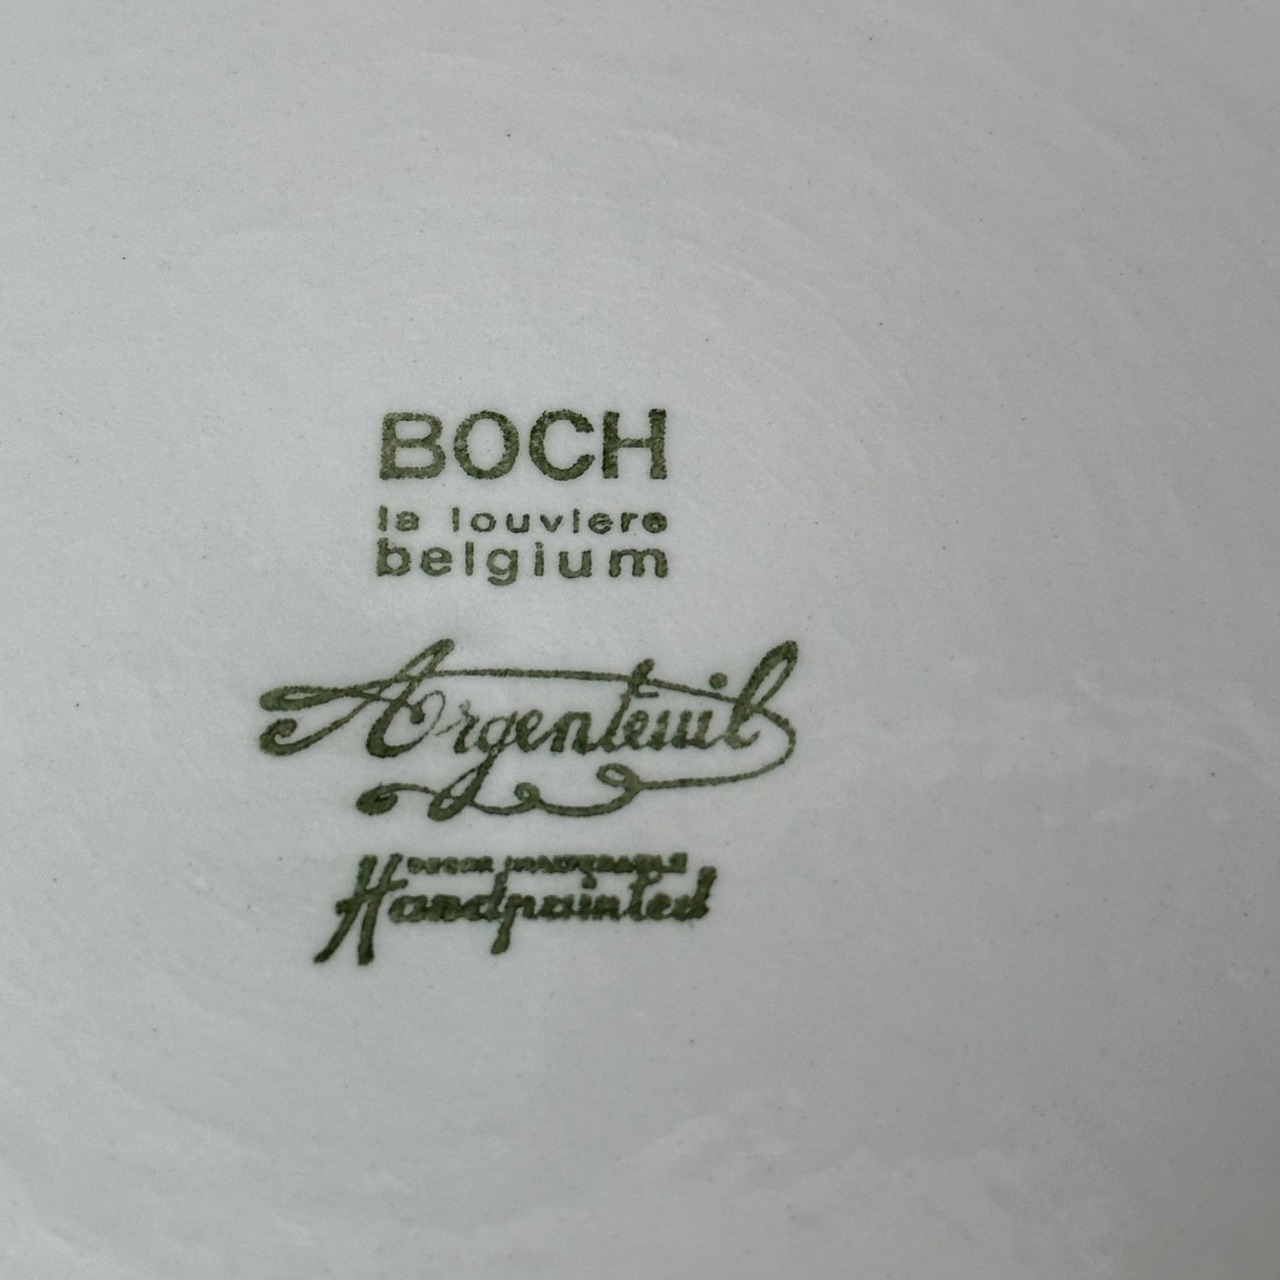 BOCH
la louviere
belgium
Argenteuil
Handpainted